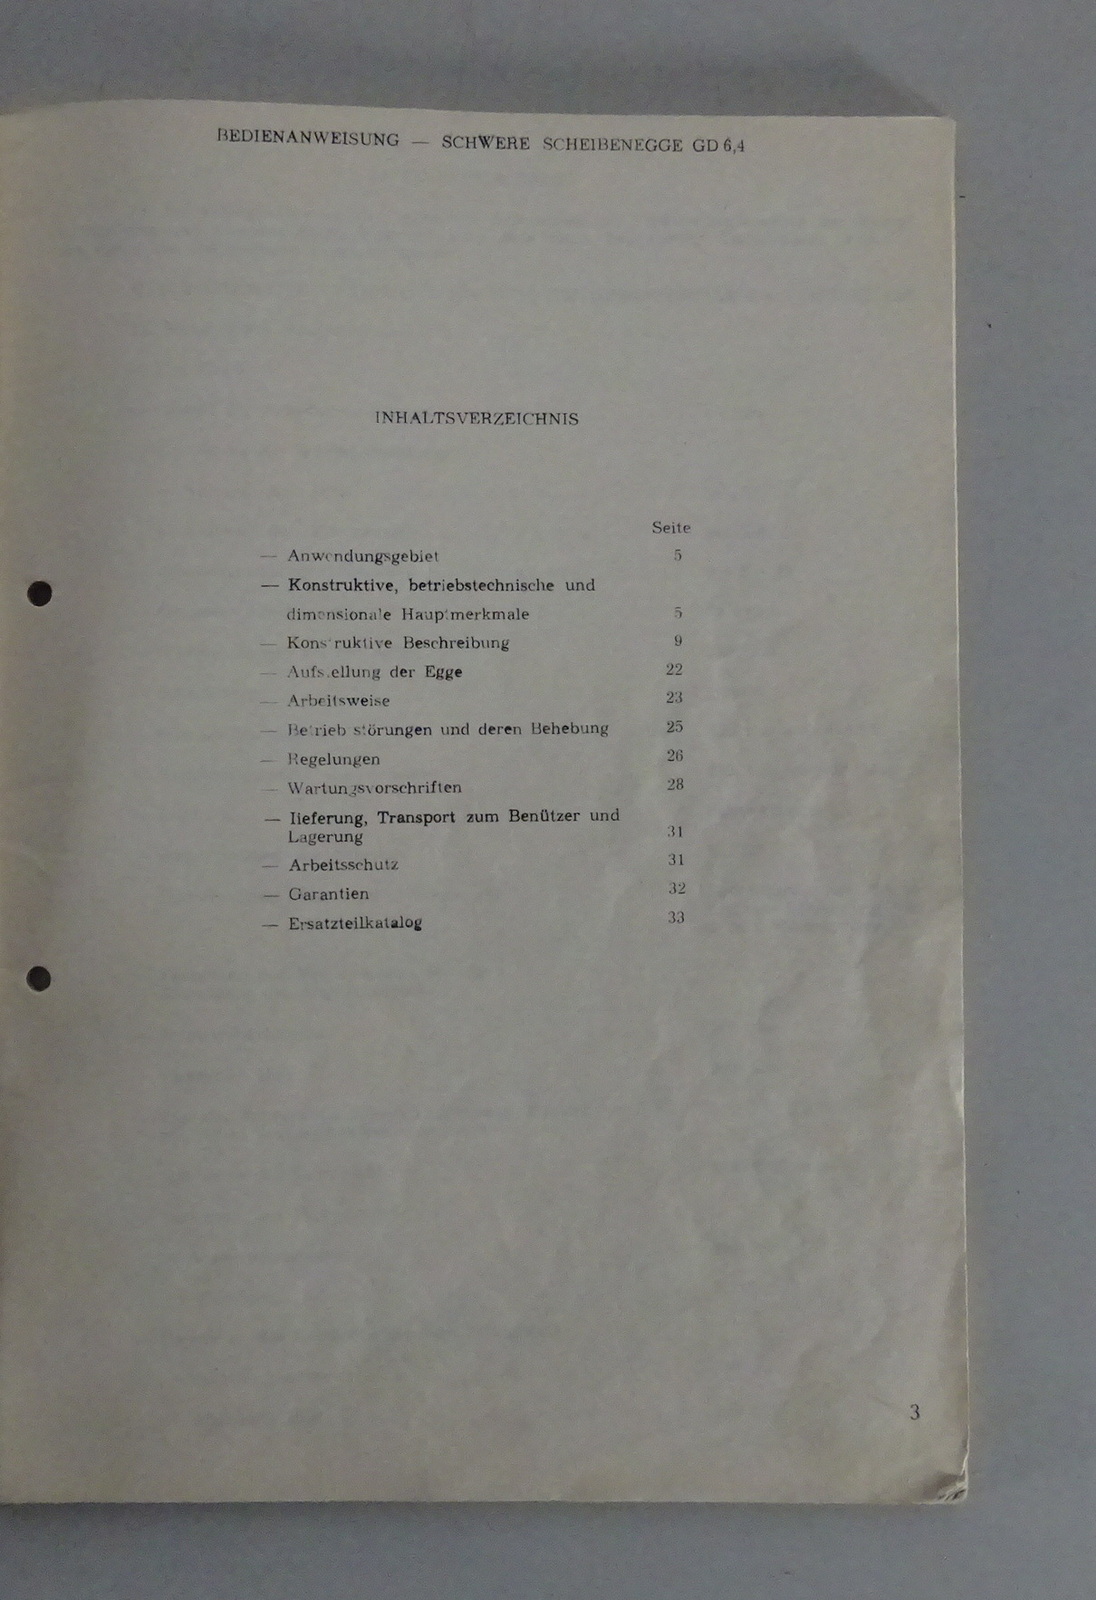 BEDIENANWEISUNG — SCHWERE SCHEIBENEGGE GD 6,4
INHALTSVERZEICHNIS
Seite
— Anwendungsgebiet 5
— Konstruktive, betriebstechnische und
dimensionale Hauptmerkmale 5
— Konstruktive Beschreibung 9
— Aufstellung der Egge 22
— Arbeitsweise 23
— Betriebstörungen und deren Behebung 25
— Regelungen 26
— Wartungsvorschriften 28
— lieferung, Transport zum Benützer und
Lagerung 31
— Arbeitsschutz 31
— Garantien 32
— Ersatzteilkatalog 33
3